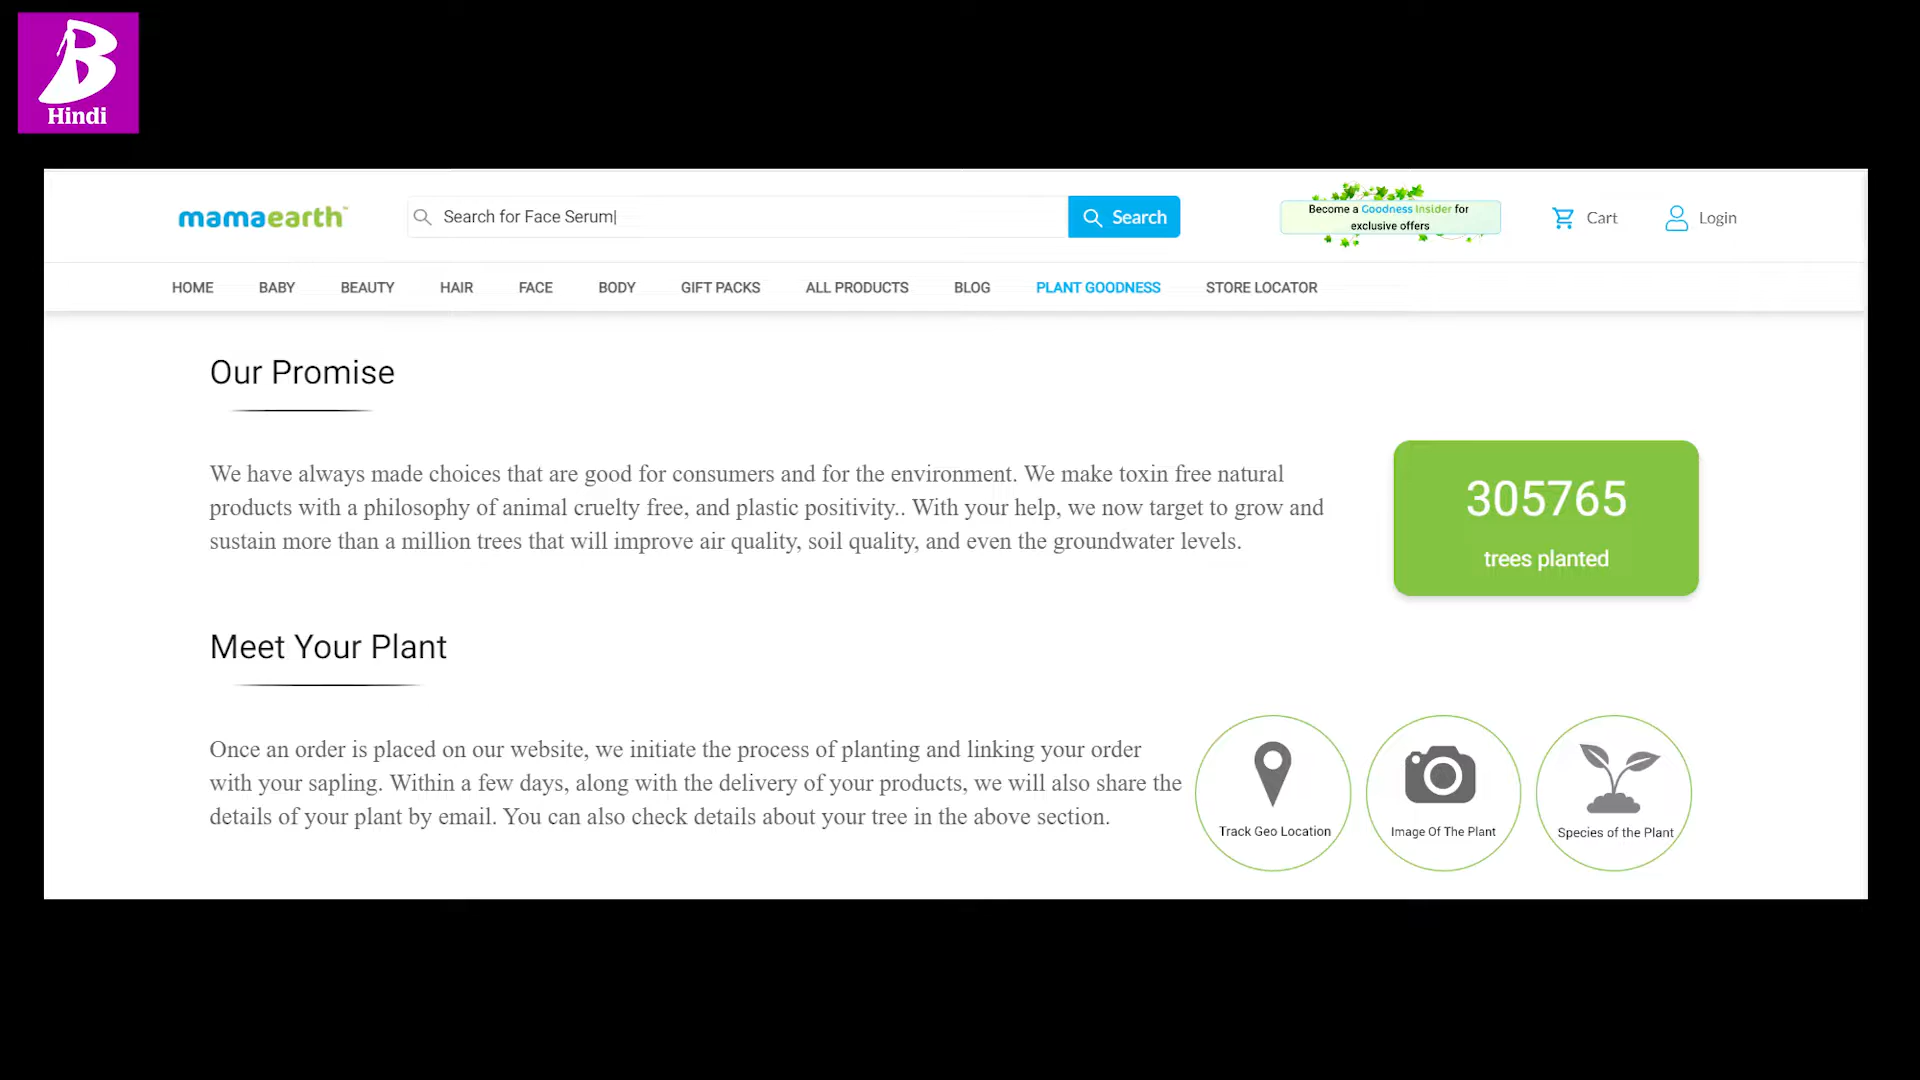 B
Hindi
mamaearth™
Search for Face Serum
Search
Become a Goodness Insider for
exclusive offers
Cart
Login
HOME BABY BEAUTY HAIR FACE BODY GIFT PACKS ALL PRODUCTS BLOG PLANT GOODNESS STORE LOCATOR
Our Promise
We have always made choices that are good for consumers and for the environment. We make toxin free natural
products with a philosophy of animal cruelty free, and plastic positivity.. With your help, we now target to grow and
sustain more than a million trees that will improve air quality, soil quality, and even the groundwater levels.
305765
trees planted
Meet Your Plant
Once an order is placed on our website, we initiate the process of planting and linking your order
with your sapling. Within a few days, along with the delivery of your products, we will also share the
details of your plant by email. You can also check details about your tree in the above section.
Track Geo Location
Image Of The Plant
Species of the Plant